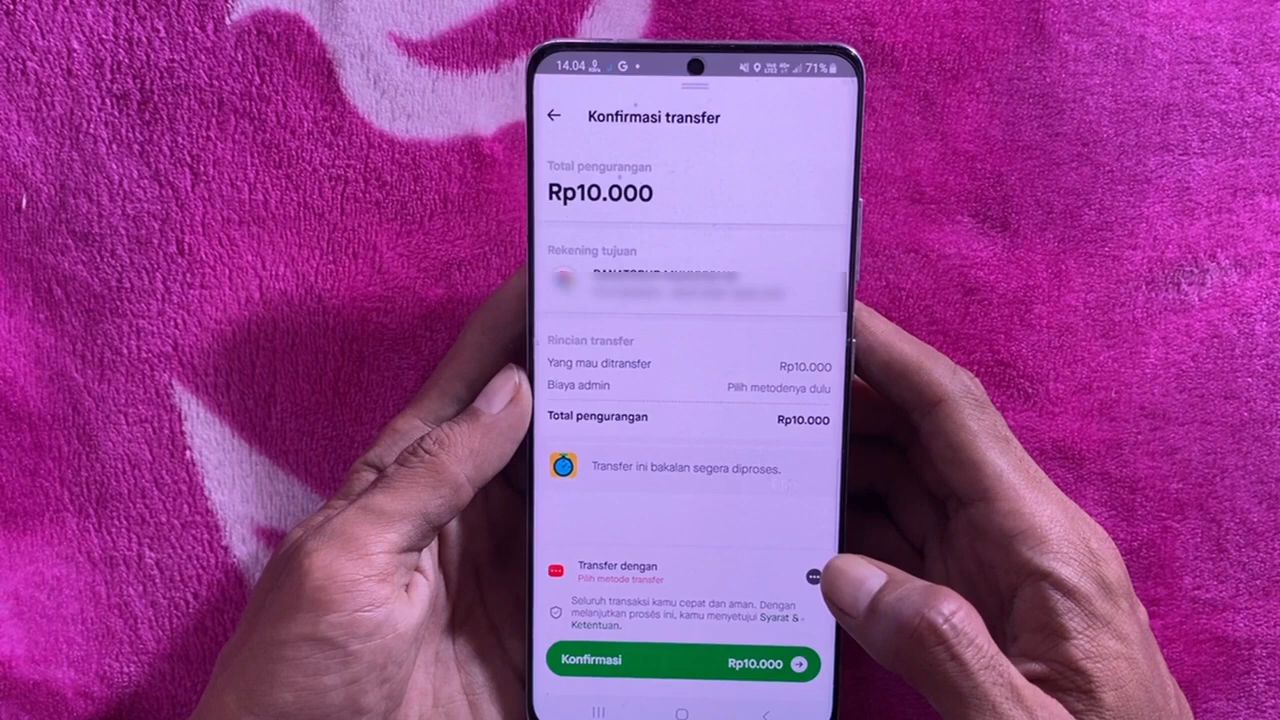 14.04
G
71%
Konfirmasi transfer
Total pengurangan
Rp10.000
Rekening tujuan
Rincian transfer
Yang mau ditransfer Rp10.000
Biaya admin Pilih metodenya dulu
Total pengurangan Rp10.000
Transfer ini bakalan segera diproses.
Transfer dengan
Pilih metode transfer
Seluruh transaksi kamu cepat dan aman. Dengan
melanjutkan proses ini, kamu menyetujui Syarat &
Ketentuan.
Konfirmasi Rp10.000